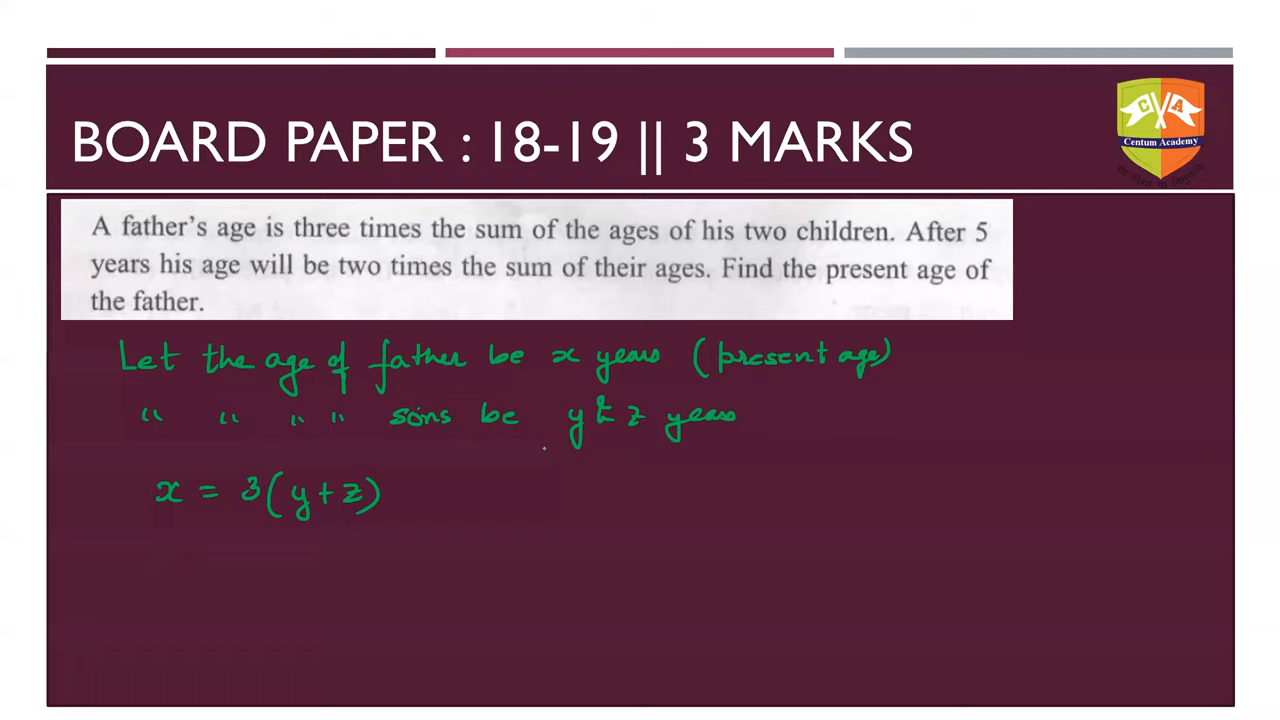 BOARD PAPER : 18-19 || 3 MARKS
C A
Centum Academy
A father's age is three times the sum of the ages of his two children. After 5
years his age will be two times the sum of their ages. Find the present age of
the father.
Let the age of father be x years (present age)
" " " " sons be y & z years
x = 3(y+z)